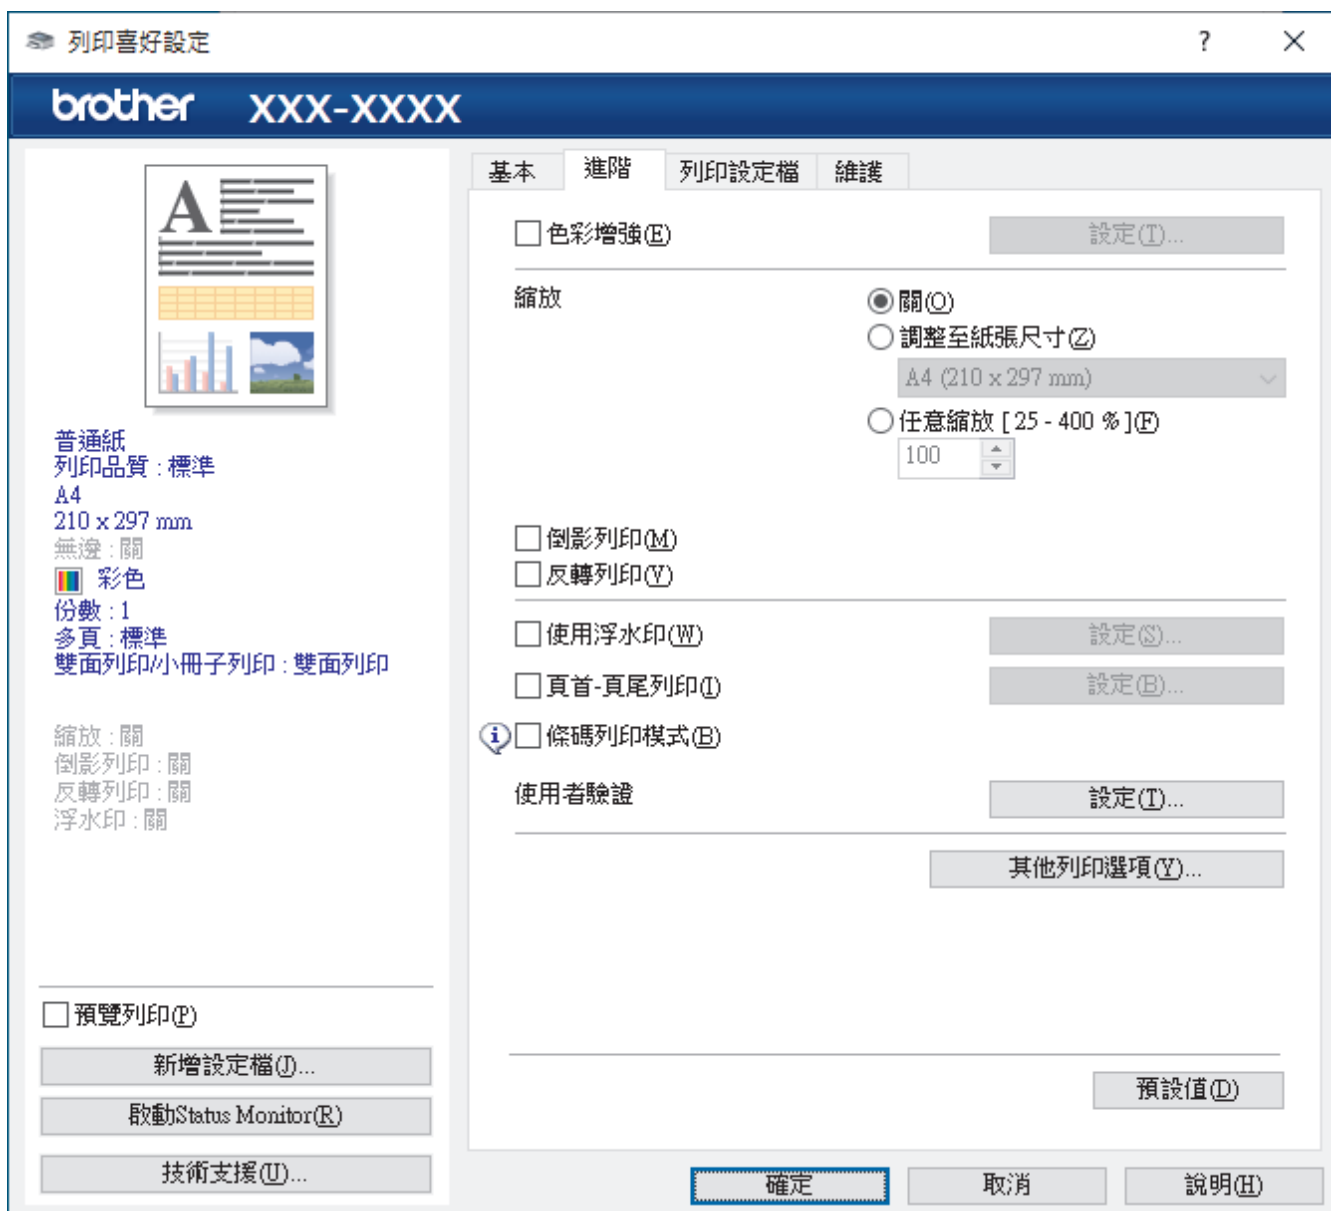 列印喜好設定 ?
brother XXX-XXXX
基本 進階 列印設定檔 維護
A
普通紙
列印品質 : 標準
A4
210 x 297 mm
無邊 : 關
彩色
份數 : 1
多頁 : 標準
雙面列印/小冊子列印 : 雙面列印
縮放 : 關
倒影列印 : 關
反轉列印 : 關
浮水印 : 關
預覽列印(P)
新增設定檔(J)...
啟動Status Monitor(R)
技術支援(U)...
色彩增強(E) 設定(T)...
縮放 關(O)
調整至紙張尺寸(Z)
A4 (210 x 297 mm)
任意縮放 [ 25 - 400 % ](F)
100
倒影列印(M)
反轉列印(V)
使用浮水印(W) 設定(S)...
頁首-頁尾列印(I) 設定(B)...
條碼列印模式(B)
使用者驗證 設定(T)...
其他列印選項(Y)...
預設值(D)
確定 取消 說明(H)